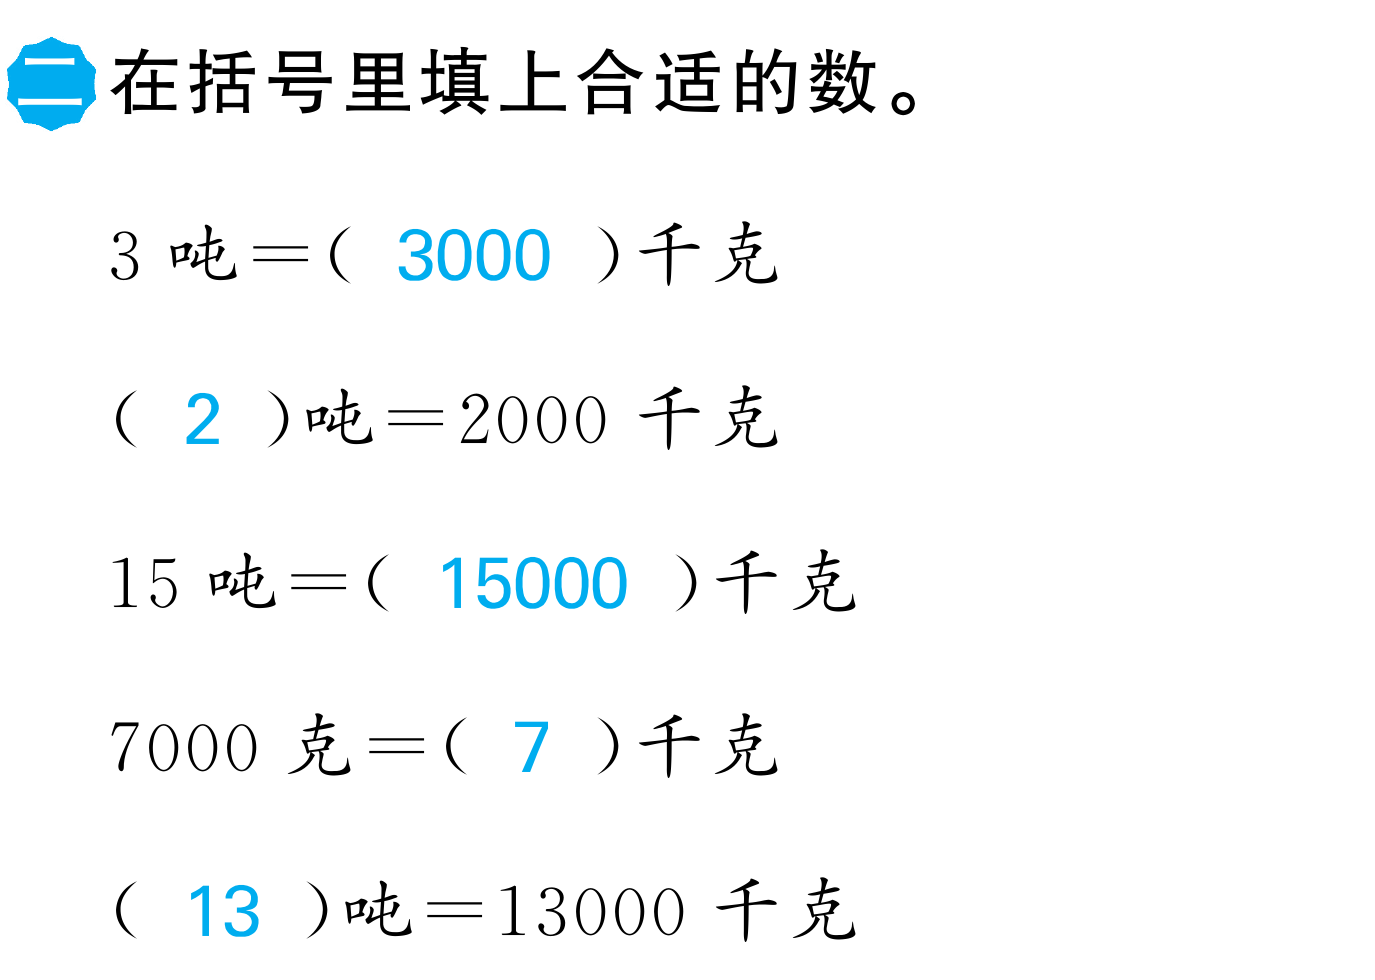 二 在括号里填上合适的数。
3 吨=( 3000 )千克
( 2 )吨=2000 千克
15 吨=( 15000 )千克
7000 克=( 7 )千克
( 13 )吨=13000 千克